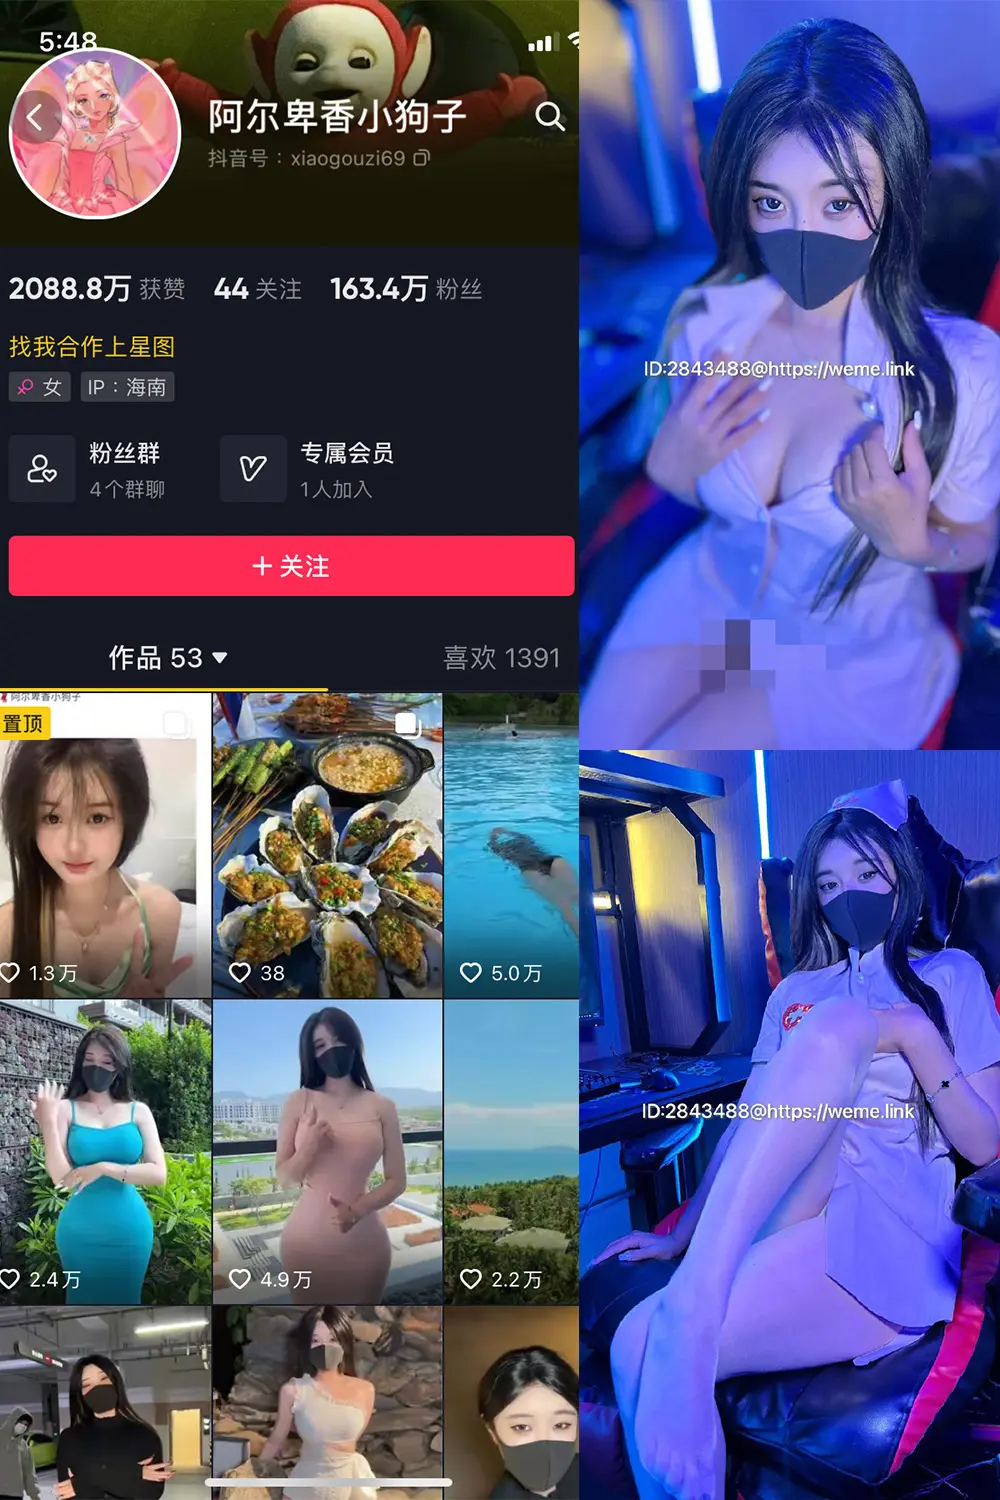 5:48
阿尔卑香小狗子
抖音号：xiaogouzi69
2088.8万 获赞 44 关注 163.4万 粉丝
找我合作上星图
女 IP：海南
粉丝群
4个群聊
专属会员
1人加入
+ 关注
作品 53 喜欢 1391
阿尔卑香小狗子
置顶
1.3万
38
5.0万
2.4万
4.9万
2.2万
ID:2843488@https://weme.link
ID:2843488@https://weme.link